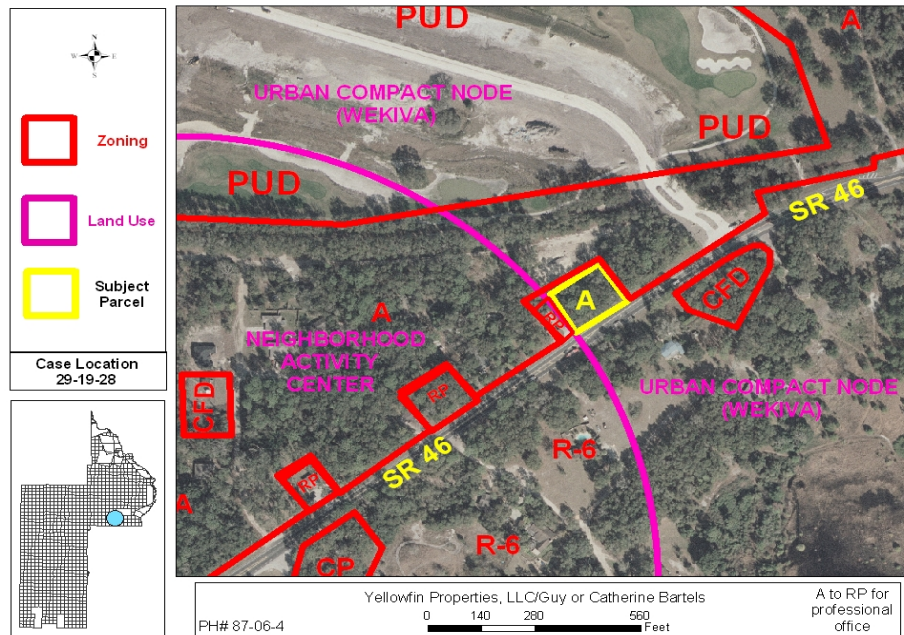 N
W E
S
Zoning
Land Use
Subject
Parcel
Case Location
29-19-28
PUD
A
URBAN COMPACT NODE
(WEKIVA)
PUD
PUD
SR 46
A
CFD
RP
A
NEIGHBORHOOD
ACTIVITY
CENTER
CFD
RP
URBAN COMPACT NODE
(WEKIVA)
SR 46
R-6
RP
A
R-6
CP
Yellowfin Properties, LLC/Guy or Catherine Bartels
0 140 280 560
Feet
PH# 87-06-4
A to RP for
professional
office